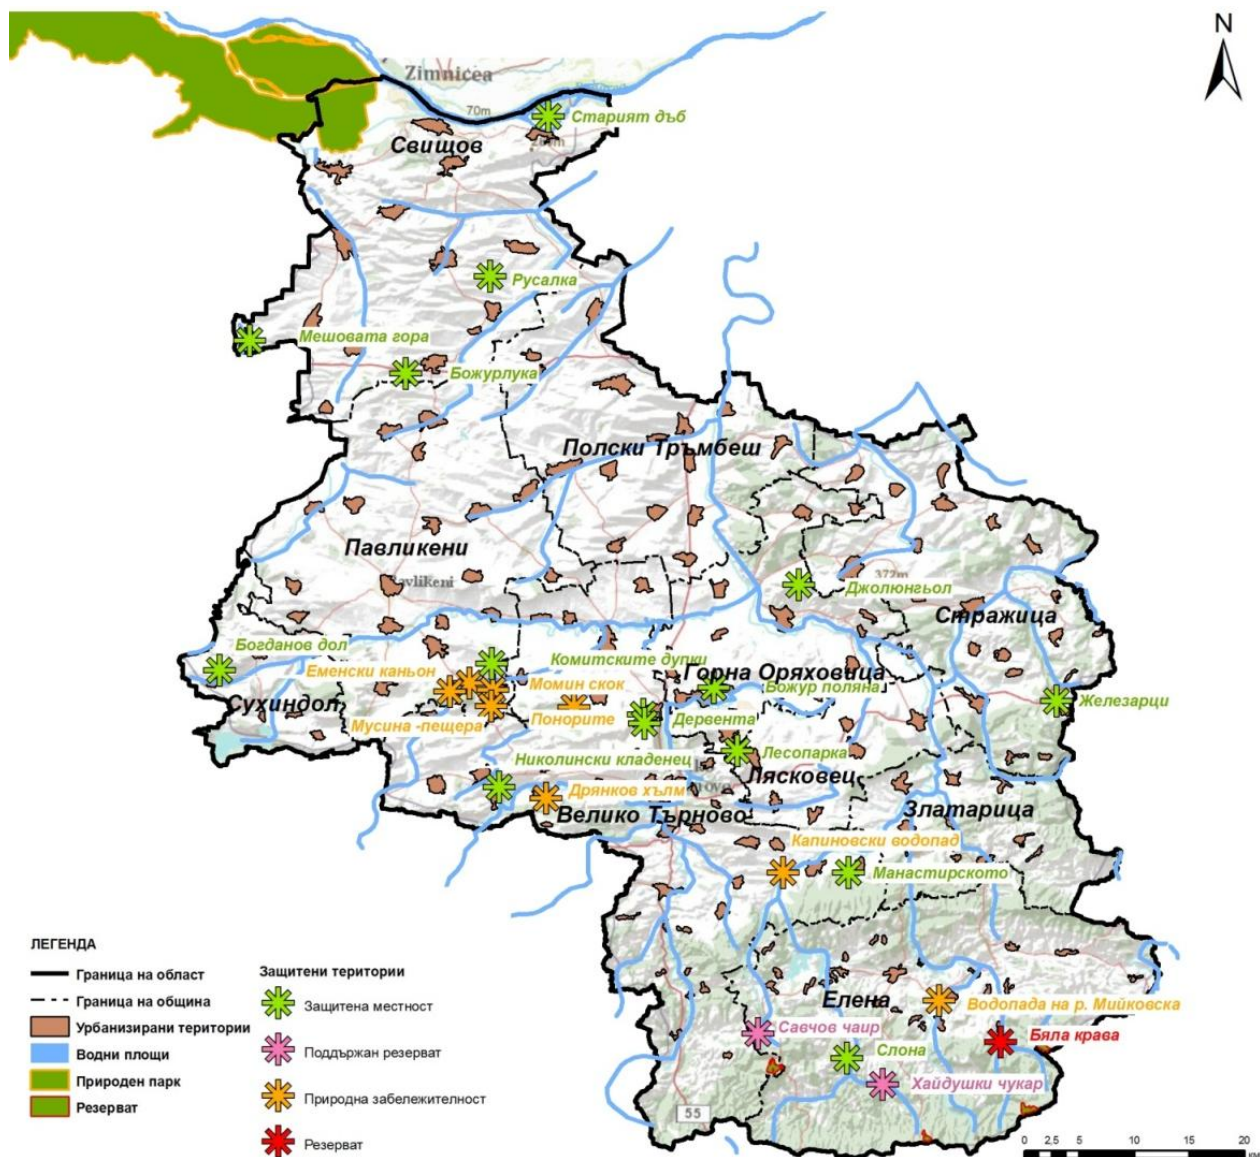 N
Zimnicea
70m
Старият дъб
Свищов
Русалка
Мешовата гора
Божурлука
Полски Тръмбеш
Павликени
Pavlikeni
372m
Джолюнгьол
Стражица
Богданов дол
Комитските дупки
Горна Оряховица
Еменски каньон
Момин скок
Божур поляна
Железарци
Сухиндол
Мусина -пещера
Понорите
Дервента
Николински кладенец
Лесопарка
Лясковец
Дрянков хълм
Велико Търново
Златарица
Капиновски водопад
Манастирското
Елена
Водопада на р. Мийковска
Савчов чаир
Бяла крава
Слона
Хайдушки чукар
55
ЛЕГЕНДА
Граница на област
Граница на община
Урбанизирани територии
Водни площи
Природен парк
Резерват
Защитени територии
Защитена местност
Поддържан резерват
Природна забележителност
Резерват
0 2,5 5 10 15 20